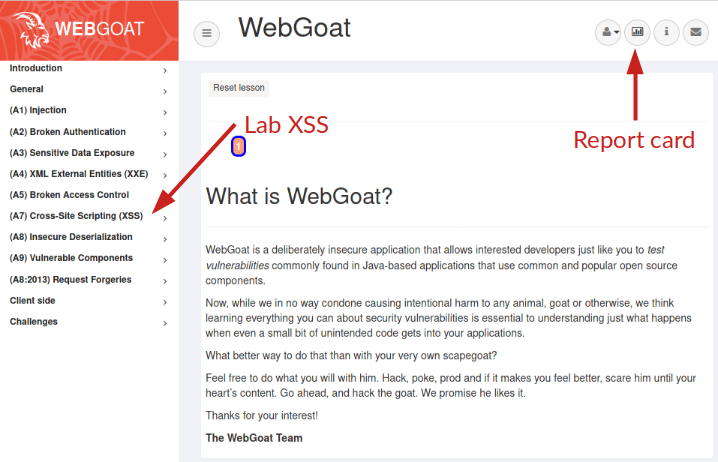 WEBGOAT
WebGoat
Introduction
General
(A1) Injection
(A2) Broken Authentication
(A3) Sensitive Data Exposure
(A4) XML External Entities (XXE)
(A5) Broken Access Control
(A7) Cross-Site Scripting (XSS)
(A8) Insecure Deserialization
(A9) Vulnerable Components
(A8:2013) Request Forgeries
Client side
Challenges
Reset lesson
Lab XSS
Report card
1
What is WebGoat?
WebGoat is a deliberately insecure application that allows interested developers just like you to test
vulnerabilities commonly found in Java-based applications that use common and popular open source
components.
Now, while we in no way condone causing intentional harm to any animal, goat or otherwise, we think
learning everything you can about security vulnerabilities is essential to understanding just what happens
when even a small bit of unintended code gets into your applications.
What better way to do that than with your very own scapegoat?
Feel free to do what you will with him. Hack, poke, prod and if it makes you feel better, scare him until your
heart's content. Go ahead, and hack the goat. We promise he likes it.
Thanks for your interest!
The WebGoat Team